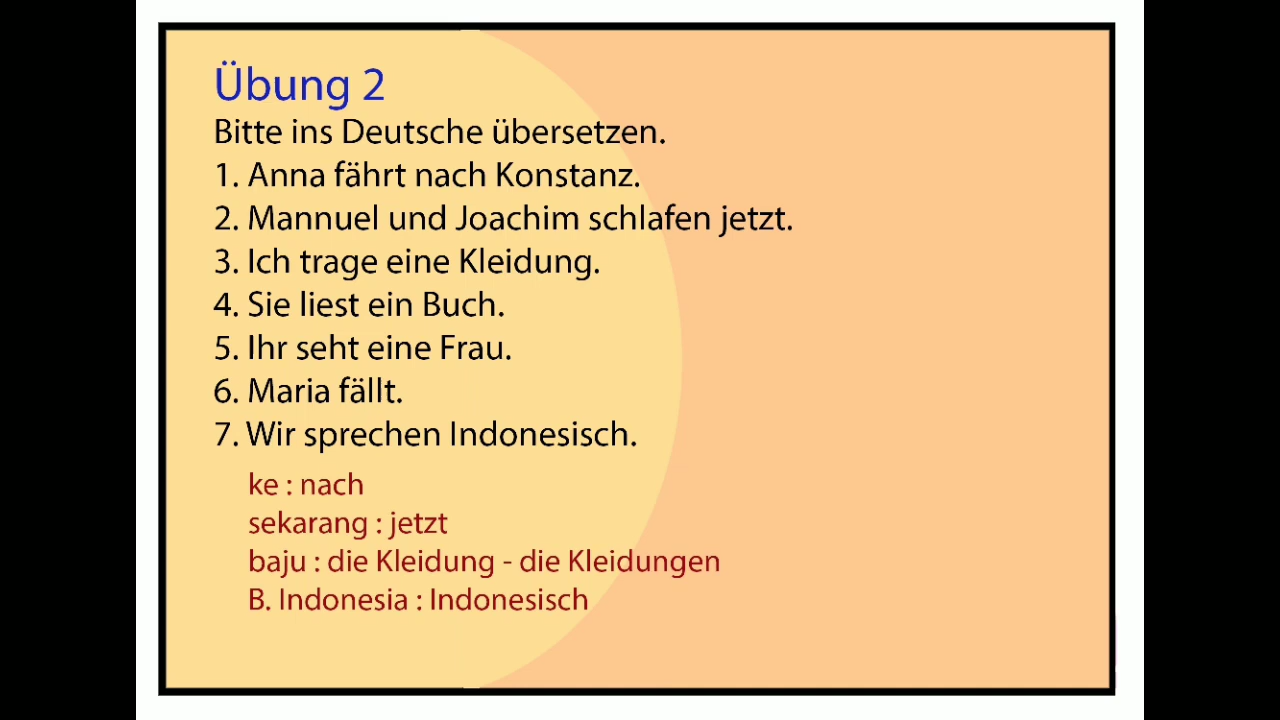 Übung 2
Bitte ins Deutsche übersetzen.
1. Anna fährt nach Konstanz.
2. Mannuel und Joachim schlafen jetzt.
3. Ich trage eine Kleidung.
4. Sie liest ein Buch.
5. Ihr seht eine Frau.
6. Maria fällt.
7. Wir sprechen Indonesisch.
ke : nach
sekarang : jetzt
baju : die Kleidung - die Kleidungen
B. Indonesia : Indonesisch